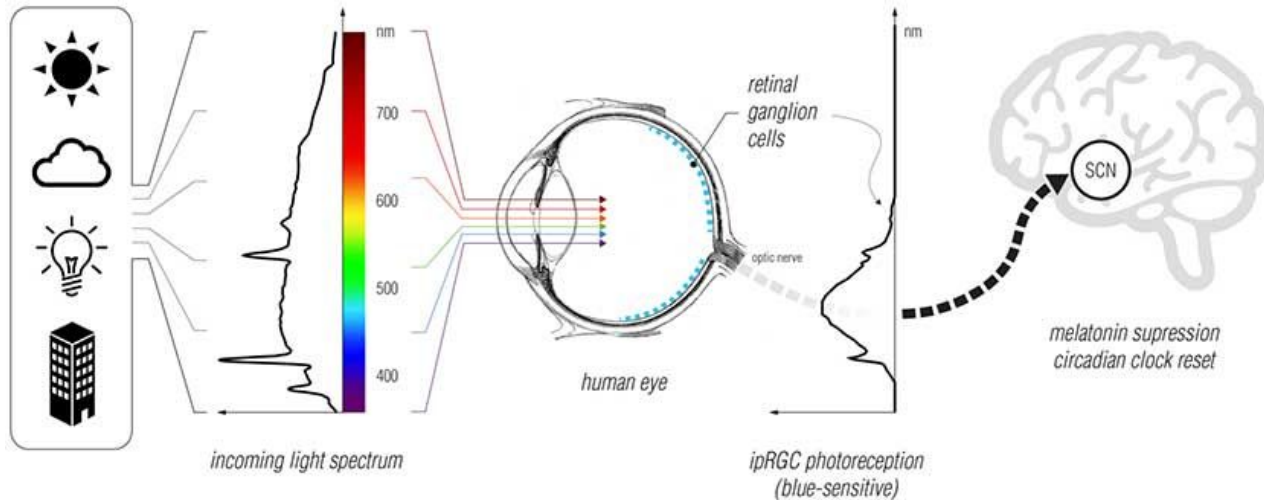 nm
700
600
500
400
incoming light spectrum
human eye
retinal
ganglion
cells
optic nerve
nm
ipRGC photoreception
(blue-sensitive)
SCN
melatonin supression
circadian clock reset